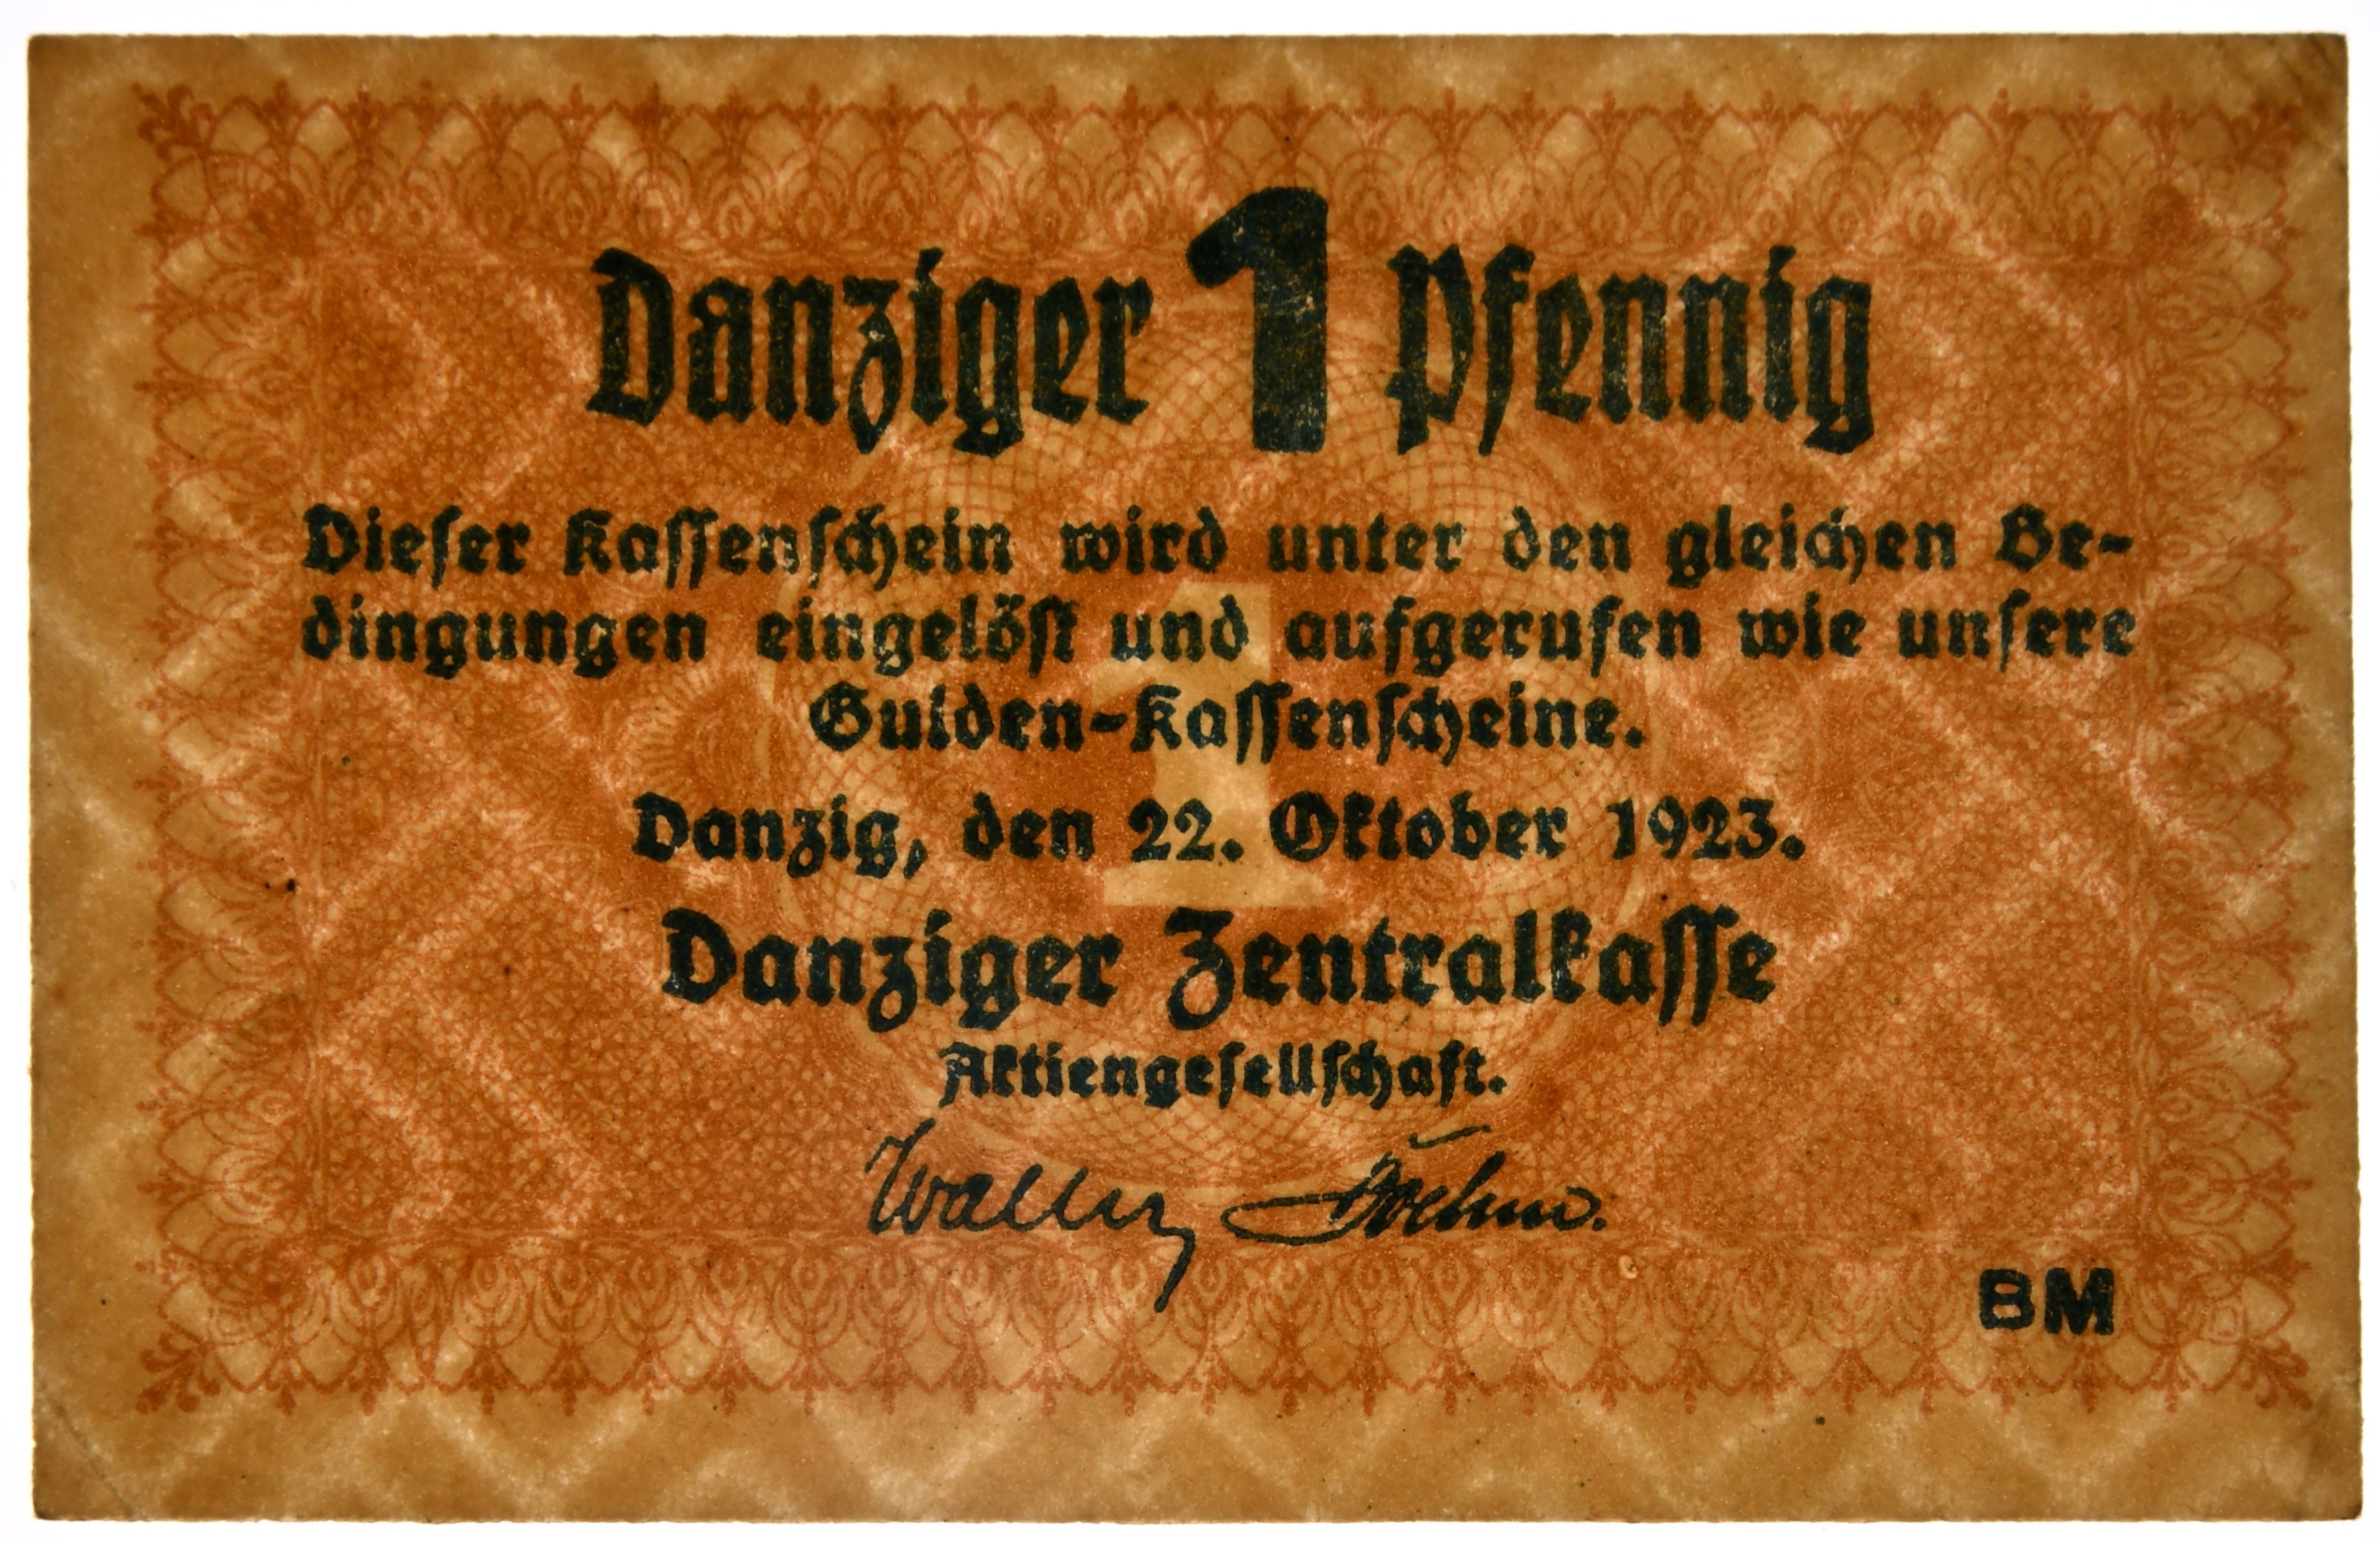 Danziger 1 Pfennig
Dieser Kassenschein wird unter den gleichen Be-
dingungen eingelöst und aufgerufen wie unsere
Gulden-Kassenscheine.
1
Danzig, den 22. Oktober 1923.
Danziger Zentralkasse
Aktiengesellschaft.
BM